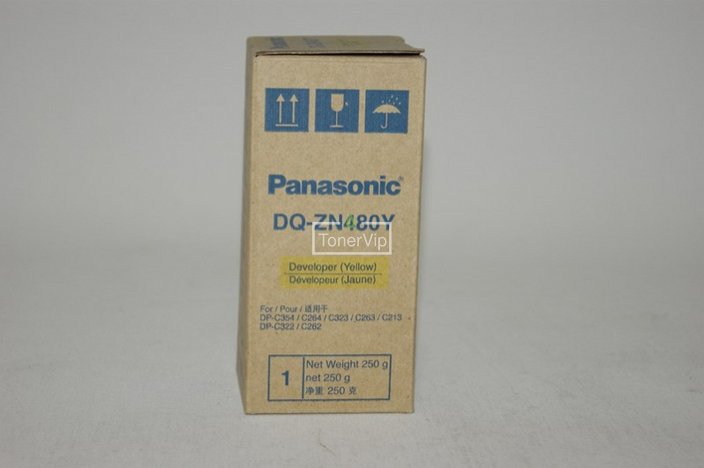 Panasonic®
DQ-ZN480Y
TonerVip
Developer (Yellow)
Développeur (Jaune)
For / Pour / 适用于
DP-C354 / C264 / C323 / C263 / C213
DP-C322 / C262
1
Net Weight 250 g
net 250 g
净重 250 克